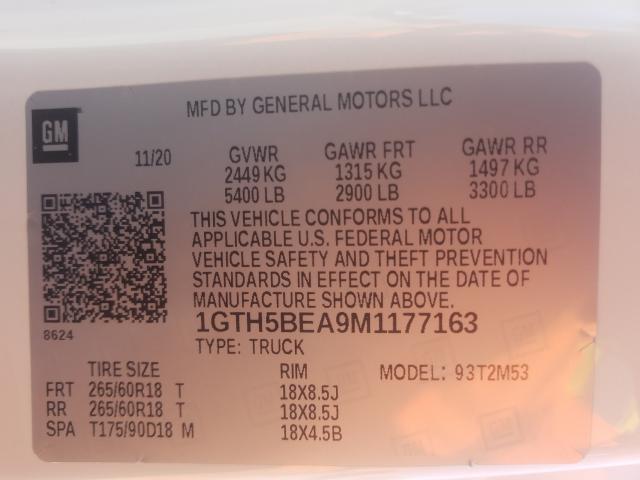 MFD BY GENERAL MOTORS LLC
GM
11/20 GVWR GAWR FRT GAWR RR
2449 KG 1315 KG 1497 KG
5400 LB 2900 LB 3300 LB
THIS VEHICLE CONFORMS TO ALL
APPLICABLE U.S. FEDERAL MOTOR
VEHICLE SAFETY AND THEFT PREVENTION
STANDARDS IN EFFECT ON THE DATE OF
MANUFACTURE SHOWN ABOVE.
8624
1GTH5BEA9M1177163
TYPE: TRUCK
TIRE SIZE RIM MODEL: 93T2M53
FRT 265/60R18 T 18X8.5J
RR 265/60R18 T 18X8.5J
SPA T175/90D18 M 18X4.5B